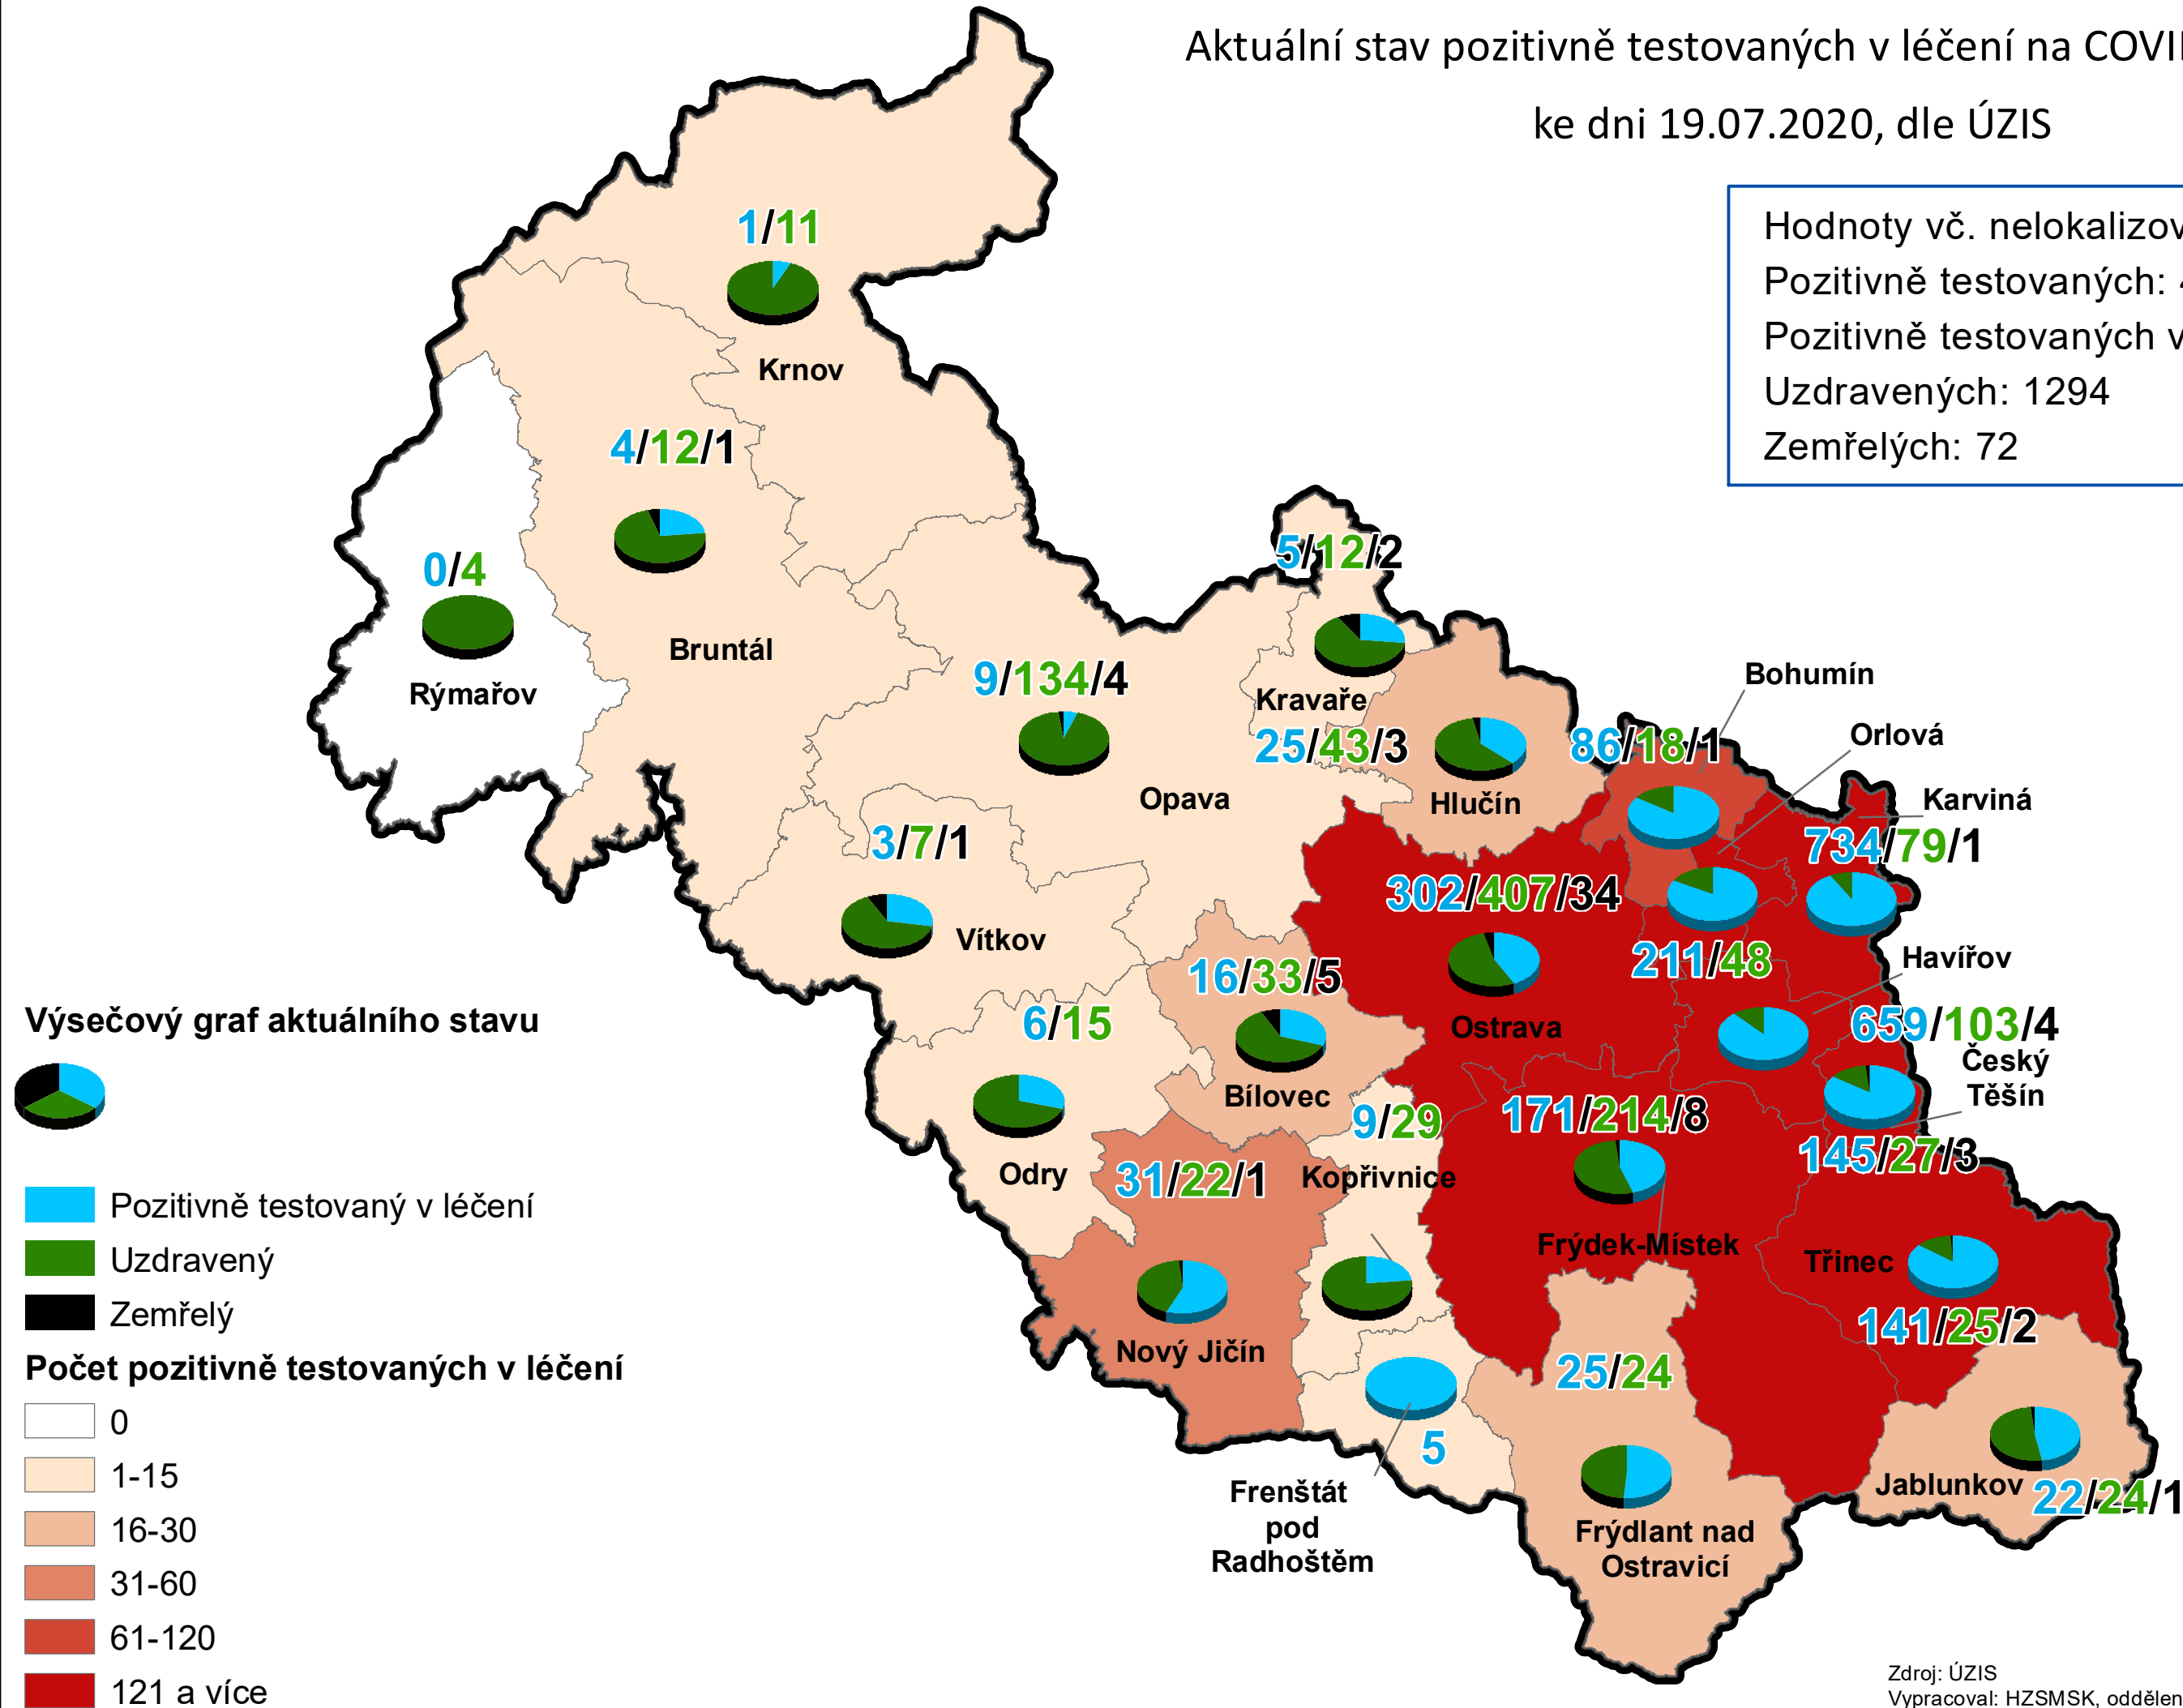 Aktuální stav pozitivně testovaných v léčení na
ke dni 19.07.2020, dle ÚZIS
Hodnoty vč.
Pozitivně testovaných:
Pozitivně testovaných v
Uzdravených: 1294
Zemřelých: 72
1/11
Krnov
4/12/1
Bruntál
0/4
Rýmařov
5/12/2
Kravaře
9/134/4
Opava
25/43/3
Hlučín
Bohumín
86/18/1
Orlová
211/48
Karviná
734/79/1
3/7/1
Vítkov
302/407/34
Ostrava
Havířov
659/103/4
16/33/5
Bílovec
6/15
Odry
Český
Těšín
145/27/3
9/29
Kopřivnice
171/214/8
Frýdek-Místek
31/22/1
Nový Jičín
Třinec
141/25/2
5
Frenštát
pod
Radhoštěm
25/24
Frýdlant nad
Ostravicí
Jablunkov
22/24/1
Výsečový graf aktuálního stavu
Pozitivně testovaný v léčení
Uzdravený
Zemřelý
Počet pozitivně testovaných v léčení
0
1-15
16-30
31-60
61-120
121 a více
Zdroj: ÚZIS
Vypracoval: HZSMSK,